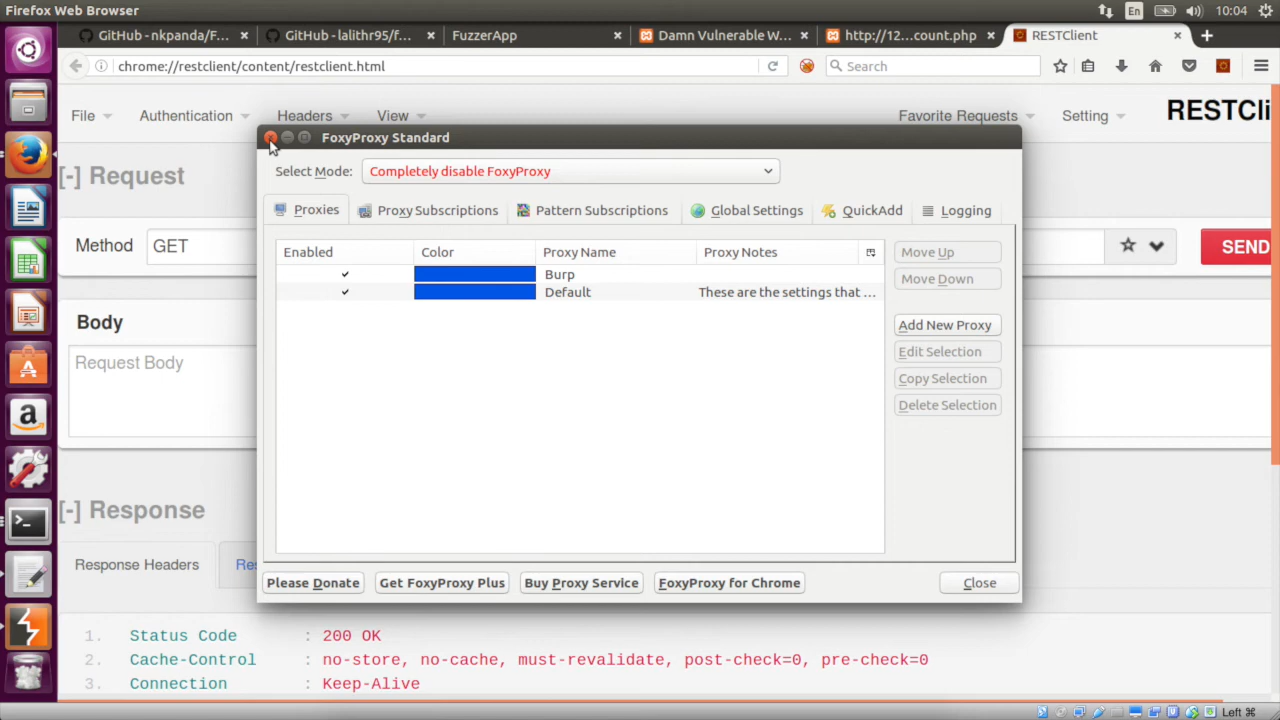 Firefox Web Browser
En
10:04
GitHub - nkpanda/F...
GitHub - lalithr95/f...
FuzzerApp
Damn Vulnerable W...
http://12...count.php
RESTClient
chrome://restclient/content/restclient.html
Search
File
Authentication
Headers
View
Favorite Requests
Setting
RESTCli
[-] Request
Method
GET
SEND
Body
Request Body
FoxyProxy Standard
Select Mode:
Completely disable FoxyProxy
Proxies
Proxy Subscriptions
Pattern Subscriptions
Global Settings
QuickAdd
Logging
Enabled
Color
Proxy Name
Proxy Notes
Burp
Default
These are the settings that ...
Move Up
Move Down
Add New Proxy
Edit Selection
Copy Selection
Delete Selection
Please Donate
Get FoxyProxy Plus
Buy Proxy Service
FoxyProxy for Chrome
Close
[-] Response
Response Headers
Res
1. Status Code : 200 OK
2. Cache-Control : no-store, no-cache, must-revalidate, post-check=0, pre-check=0
3. Connection : Keep-Alive
Left ⌘